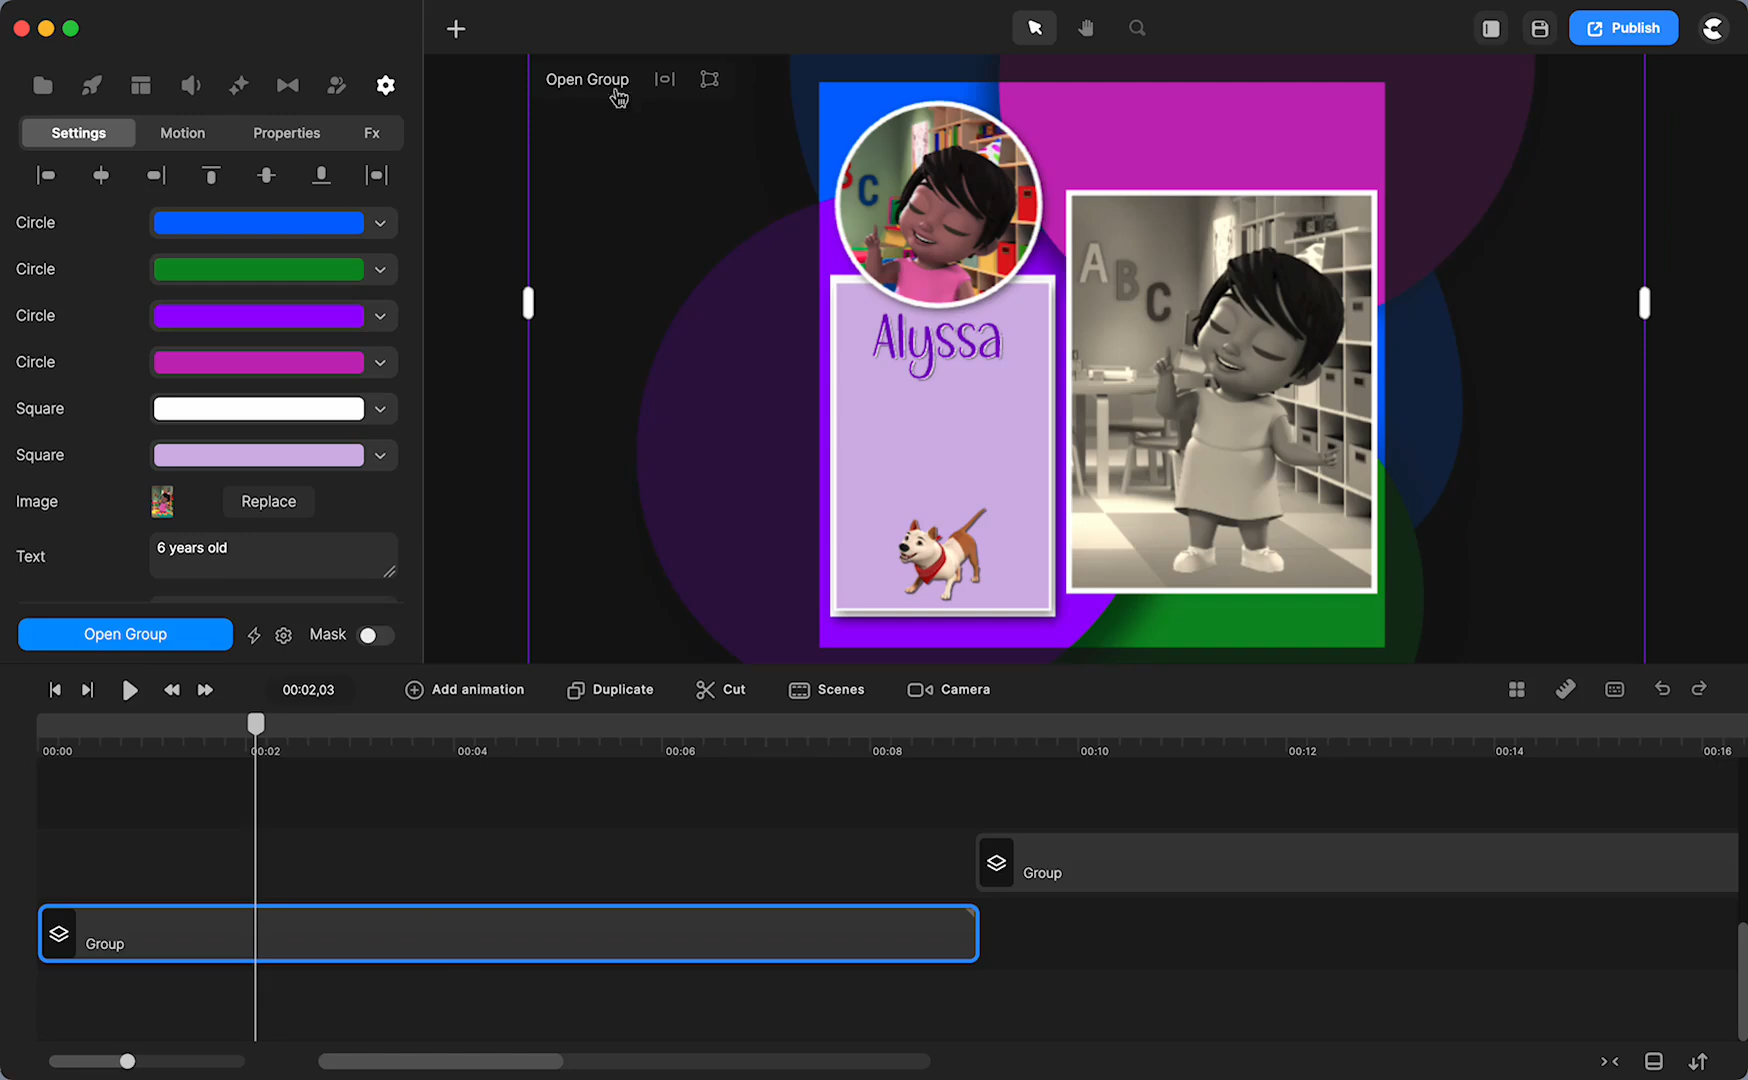 Publish
Open Group
Settings Motion Properties Fx
Circle
Circle
Circle
Circle
Square
Square
Image Replace
Text 6 years old
Open Group Mask
ABC
BC
Alyssa
00:02,03 Add animation Duplicate Cut Scenes Camera
00:00 00:02 00:04 00:06 00:08 00:10 00:12 00:14 00:16
Group
Group